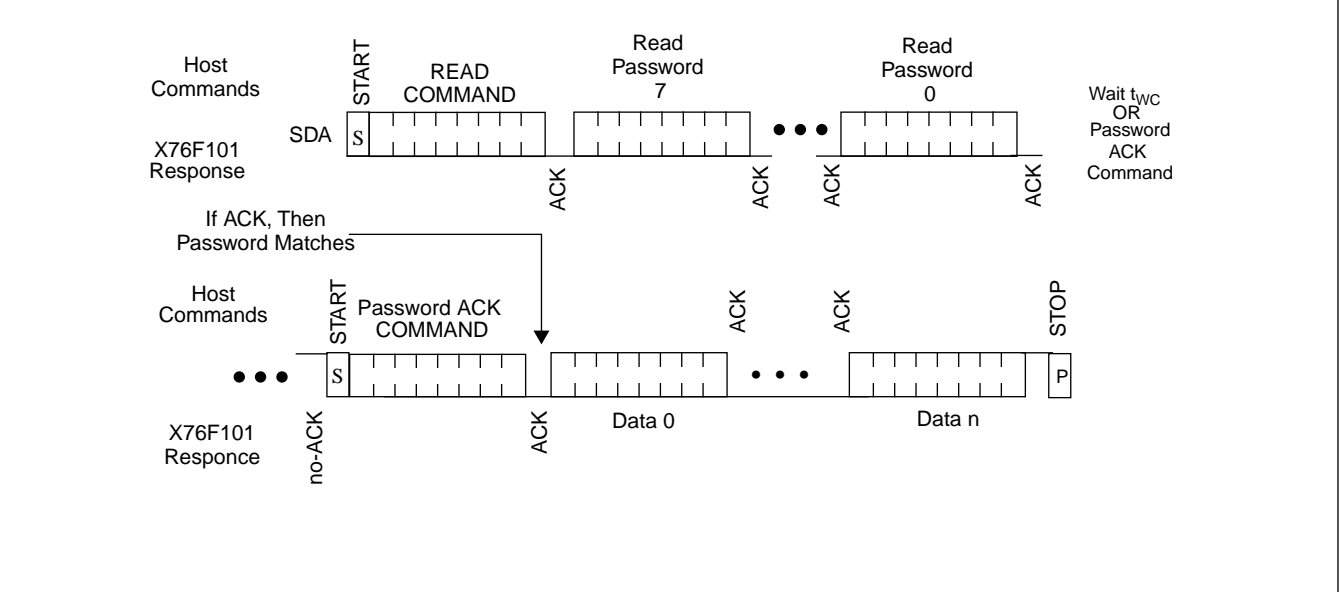 Host
Commands
START
READ
COMMAND
Read
Password
7
Read
Password
0
Wait tWC
OR
Password
ACK
Command
SDA
S
X76F101
Response
ACK
ACK
ACK
ACK
If ACK, Then
Password Matches
Host
Commands
START
Password ACK
COMMAND
ACK
ACK
STOP
S
P
X76F101
Responce
no-ACK
ACK
Data 0
Data n